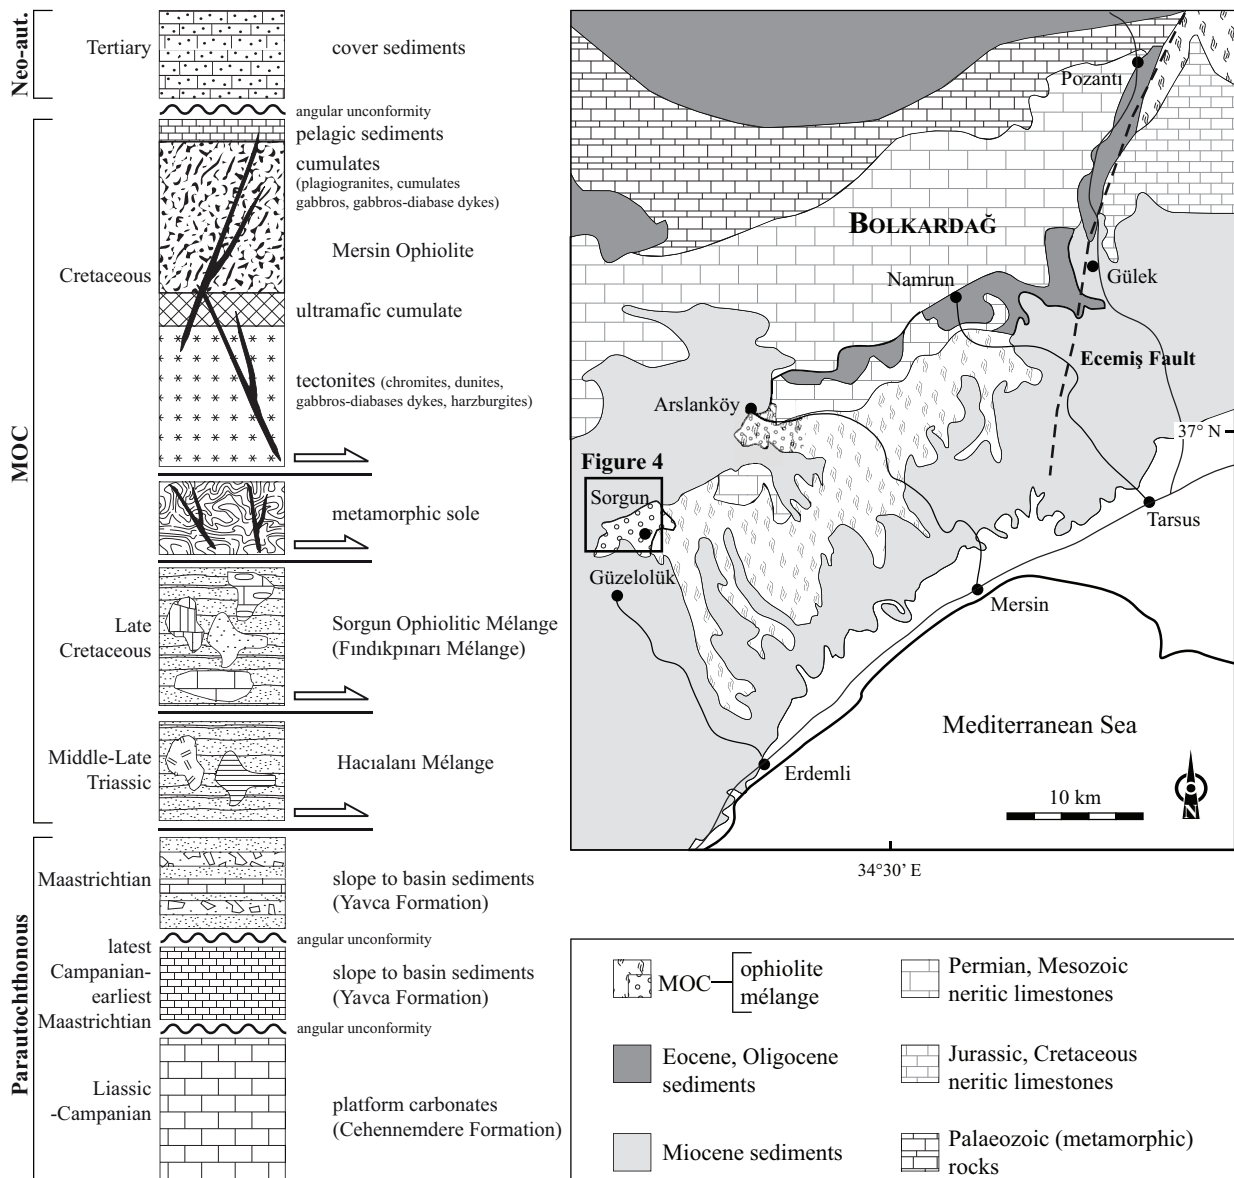 Neo-aut.
Tertiary
cover sediments
angular unconformity
MOC
pelagic sediments
cumulates
(plagiogranites, cumulates
gabbros, gabbros-diabase dykes)
Mersin Ophiolite
Cretaceous
ultramafic cumulate
tectonites (chromites, dunites,
gabbros-diabases dykes, harzburgites)
metamorphic sole
Late
Cretaceous
Sorgun Ophiolitic Mélange
(Fındıkpınarı Mélange)
Middle-Late
Triassic
Hacıalanı Mélange
Parautochthonous
Maastrichtian
slope to basin sediments
(Yavca Formation)
angular unconformity
latest
Campanian-
earliest
Maastrichtian
slope to basin sediments
(Yavca Formation)
angular unconformity
Liassic
-Campanian
platform carbonates
(Cehennemdere Formation)
Pozantı
BOLKARDAĞ
Namrun
Gülek
Ecemiş Fault
Arslanköy
37° N
Figure 4
Sorgun
Tarsus
Güzelolük
Mersin
Mediterranean Sea
Erdemli
10 km
N
34°30' E
MOC
ophiolite
mélange
Permian, Mesozoic
neritic limestones
Eocene, Oligocene
sediments
Jurassic, Cretaceous
neritic limestones
Miocene sediments
Palaeozoic (metamorphic)
rocks